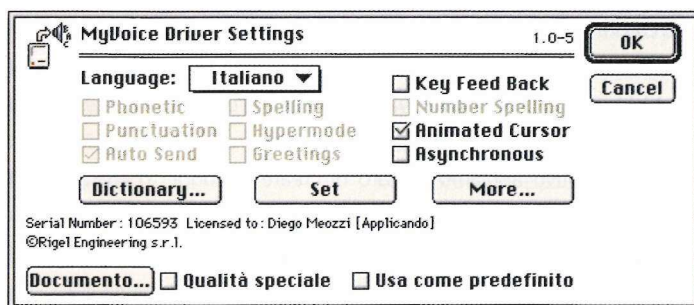 MyVoice Driver Settings 1.0-5 OK
Language: Italiano Key Feed Back Cancel
Phonetic Spelling Number Spelling
Punctuation Hypermode Animated Cursor
Auto Send Greetings Asynchronous
Dictionary... Set More...
Serial Number: 106593 Licensed to: Diego Meozzi [Applicando]
©Rigel Engineering s.r.l.
Documento... Qualità speciale Usa come predefinito